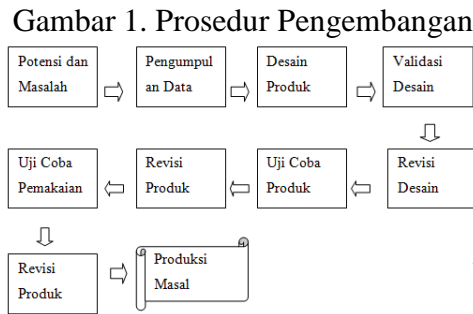 Gambar 1. Prosedur Pengembangan
Potensi dan
Masalah
Pengumpul
an Data
Desain
Produk
Validasi
Desain
Revisi
Desain
Uji Coba
Produk
Revisi
Produk
Uji Coba
Pemakaian
Revisi
Produk
Produksi
Masal